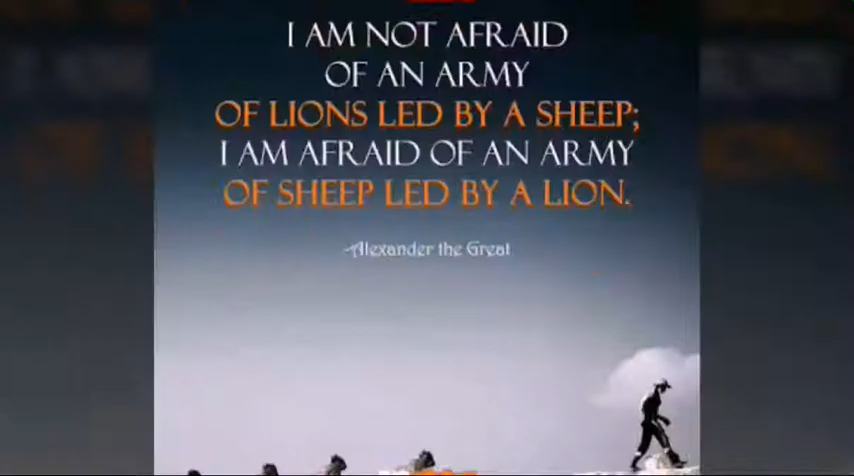 I AM NOT AFRAID
OF AN ARMY
OF LIONS LED BY A SHEEP;
I AM AFRAID OF AN ARMY
OF SHEEP LED BY A LION.
-Alexander the Great